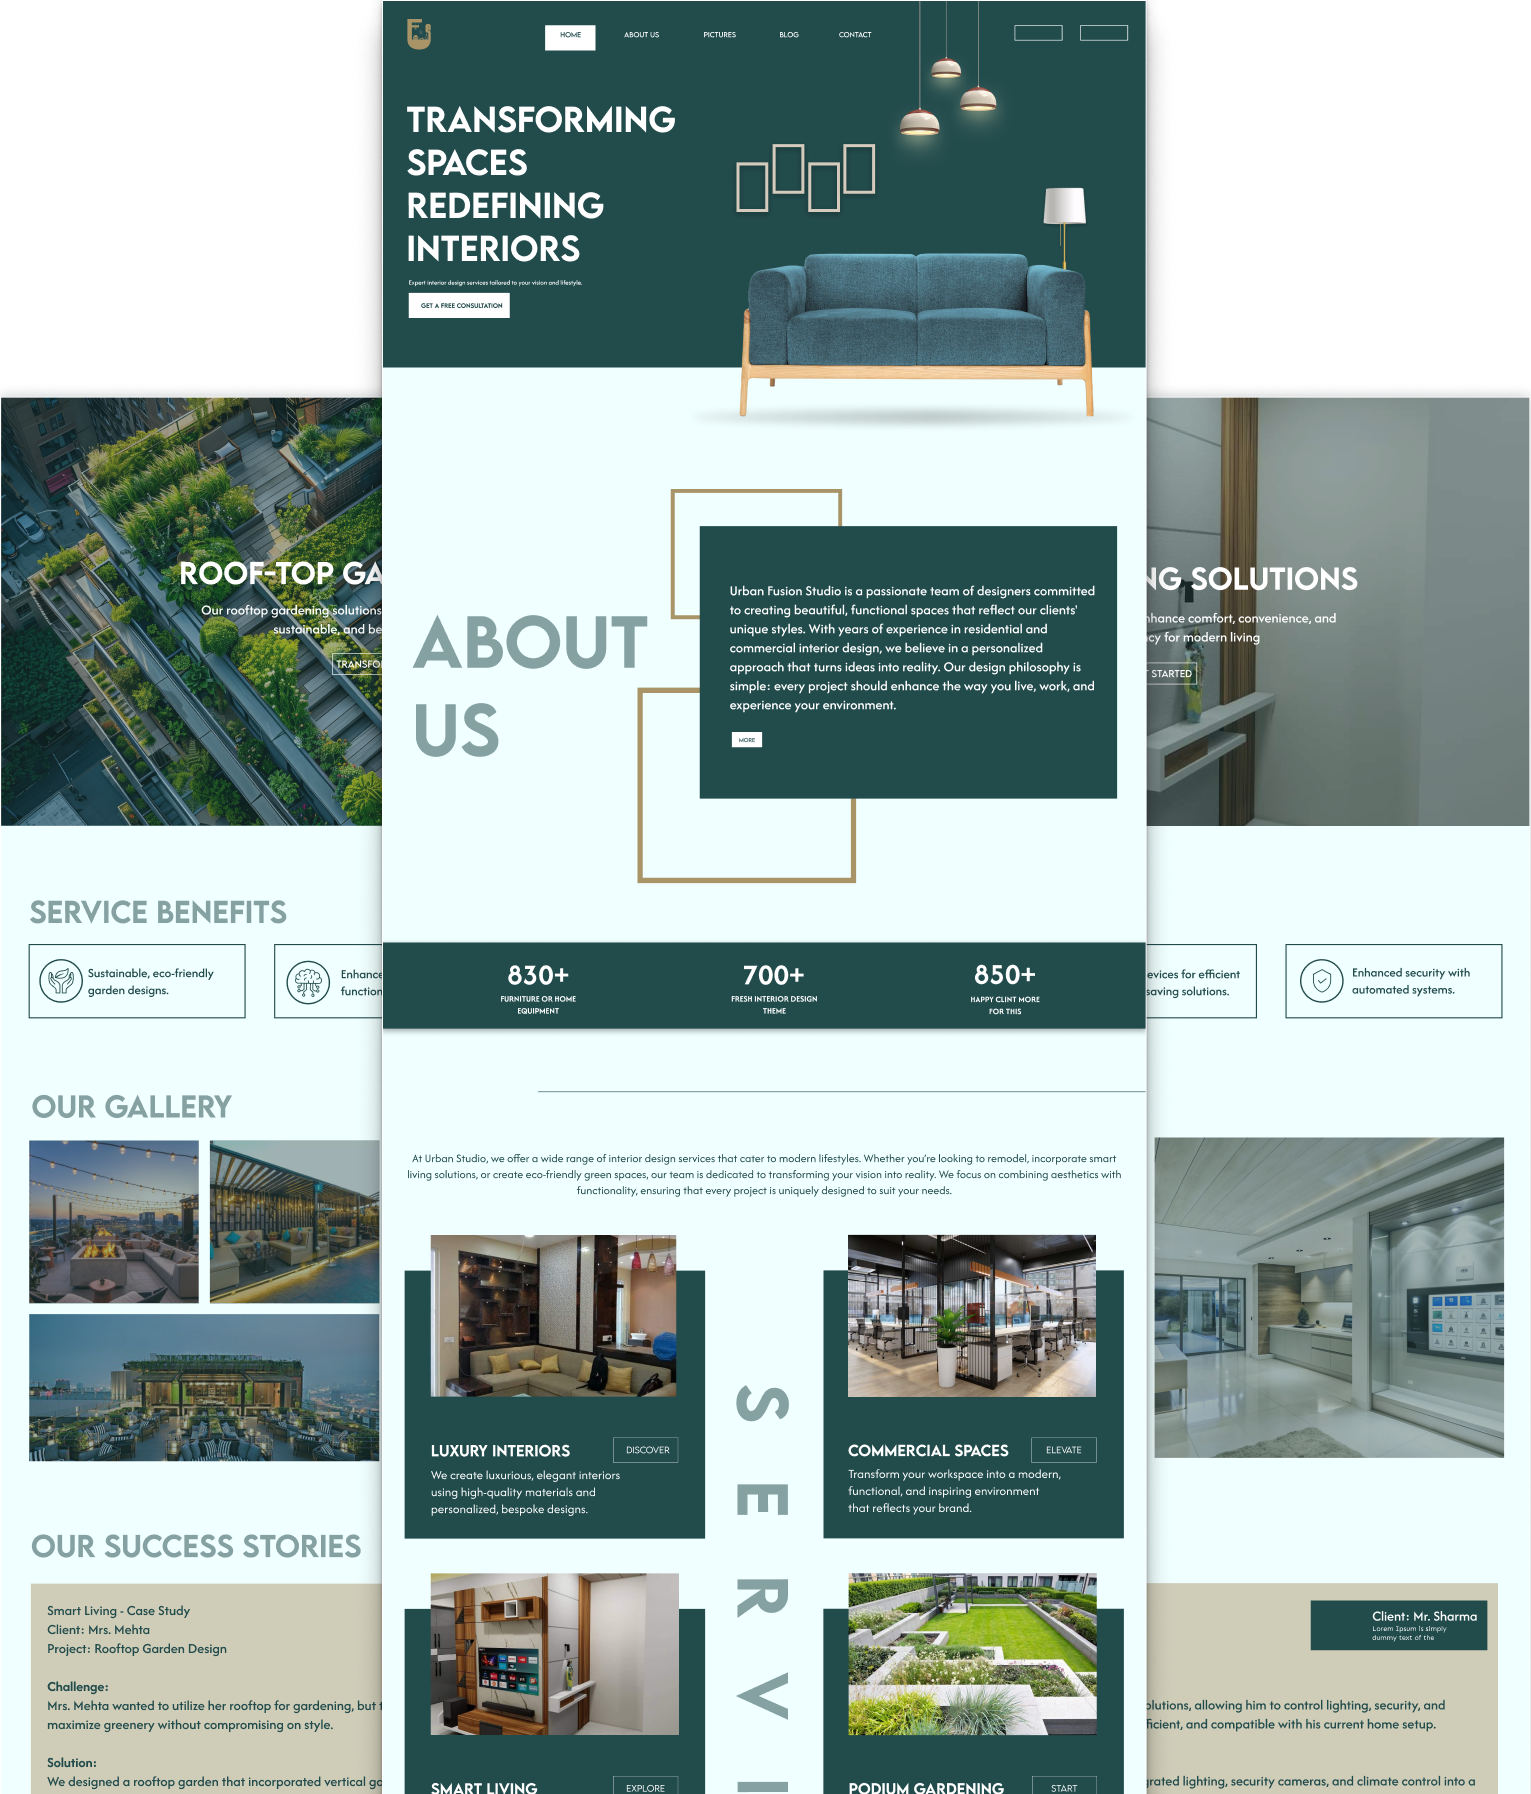 HOME
ABOUT US
PICTURES
BLOG
CONTACT
TRANSFORMING
SPACES
REDEFINING
INTERIORS
Expert interior design services tailored to your vision and lifestyle.
GET A FREE CONSULTATION
ROOF-TOP GA
Our rooftop gardening solutions
sustainable, and be
TRANSFO
NG SOLUTIONS
nhance comfort, convenience, and
cy for modern living
STARTED
ABOUT
US
Urban Fusion Studio is a passionate team of designers committed
to creating beautiful, functional spaces that reflect our clients'
unique styles. With years of experience in residential and
commercial interior design, we believe in a personalized
approach that turns ideas into reality. Our design philosophy is
simple: every project should enhance the way you live, work, and
experience your environment.
MORE
SERVICE BENEFITS
Sustainable, eco-friendly
garden designs.
Enhance
function
evices for efficient
saving solutions.
Enhanced security with
automated systems.
830+
FURNITURE OR HOME
EQUIPMENT
700+
FRESH INTERIOR DESIGN
THEME
850+
HAPPY CLINT MORE
FOR THIS
OUR GALLERY
At Urban Studio, we offer a wide range of interior design services that cater to modern lifestyles. Whether you're looking to remodel, incorporate smart
living solutions, or create eco-friendly green spaces, our team is dedicated to transforming your vision into reality. We focus on combining aesthetics with
functionality, ensuring that every project is uniquely designed to suit your needs.
LUXURY INTERIORS
DISCOVER
We create luxurious, elegant interiors
using high-quality materials and
personalized, bespoke designs.
SERVI
COMMERCIAL SPACES
ELEVATE
Transform your workspace into a modern,
functional, and inspiring environment
that reflects your brand.
SMART LIVING
EXPLORE
PODIUM GARDENING
START
OUR SUCCESS STORIES
Smart Living - Case Study
Client: Mrs. Mehta
Project: Rooftop Garden Design
Challenge:
Mrs. Mehta wanted to utilize her rooftop for gardening, but t
maximize greenery without compromising on style.
Solution:
We designed a rooftop garden that incorporated vertical ga
Client: Mr. Sharma
Lorem Ipsum is simply
dummy text of the
olutions, allowing him to control lighting, security, and
ficient, and compatible with his current home setup.
grated lighting, security cameras, and climate control into a